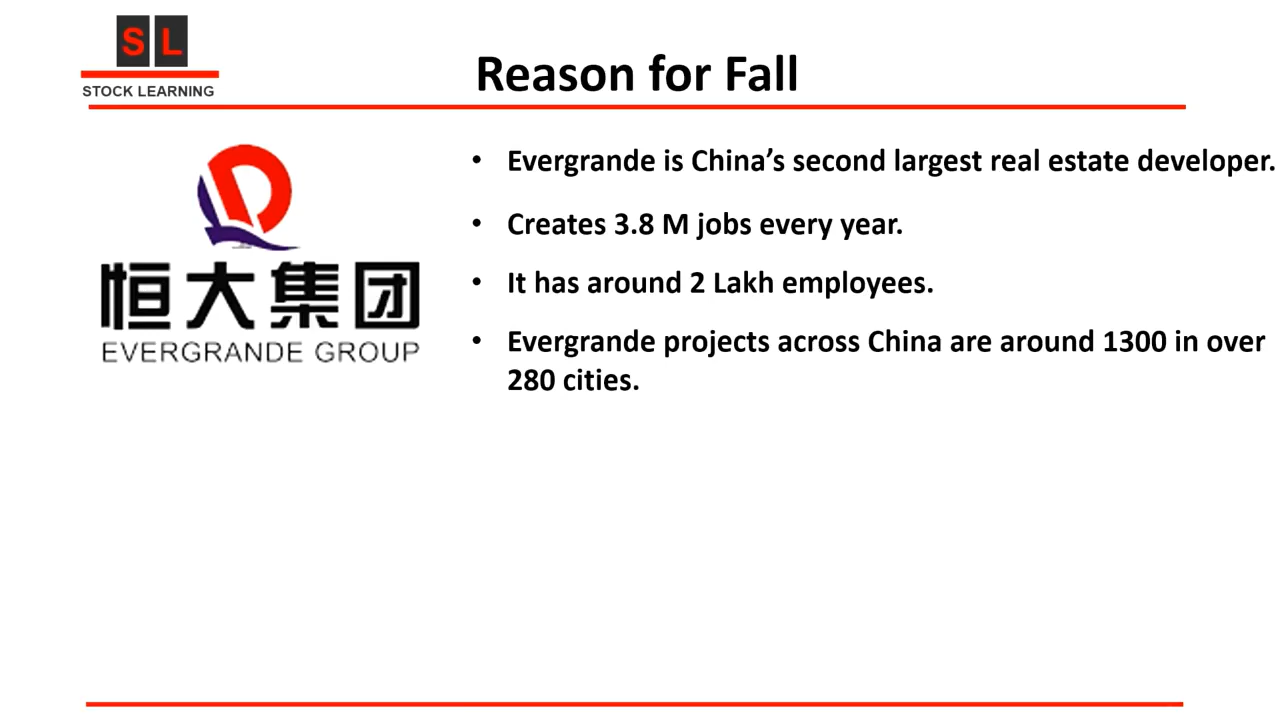 S L
STOCK LEARNING
Reason for Fall
恒大集团
EVERGRANDE GROUP
• Evergrande is China’s second largest real estate developer.
• Creates 3.8 M jobs every year.
• It has around 2 Lakh employees.
• Evergrande projects across China are around 1300 in over
280 cities.